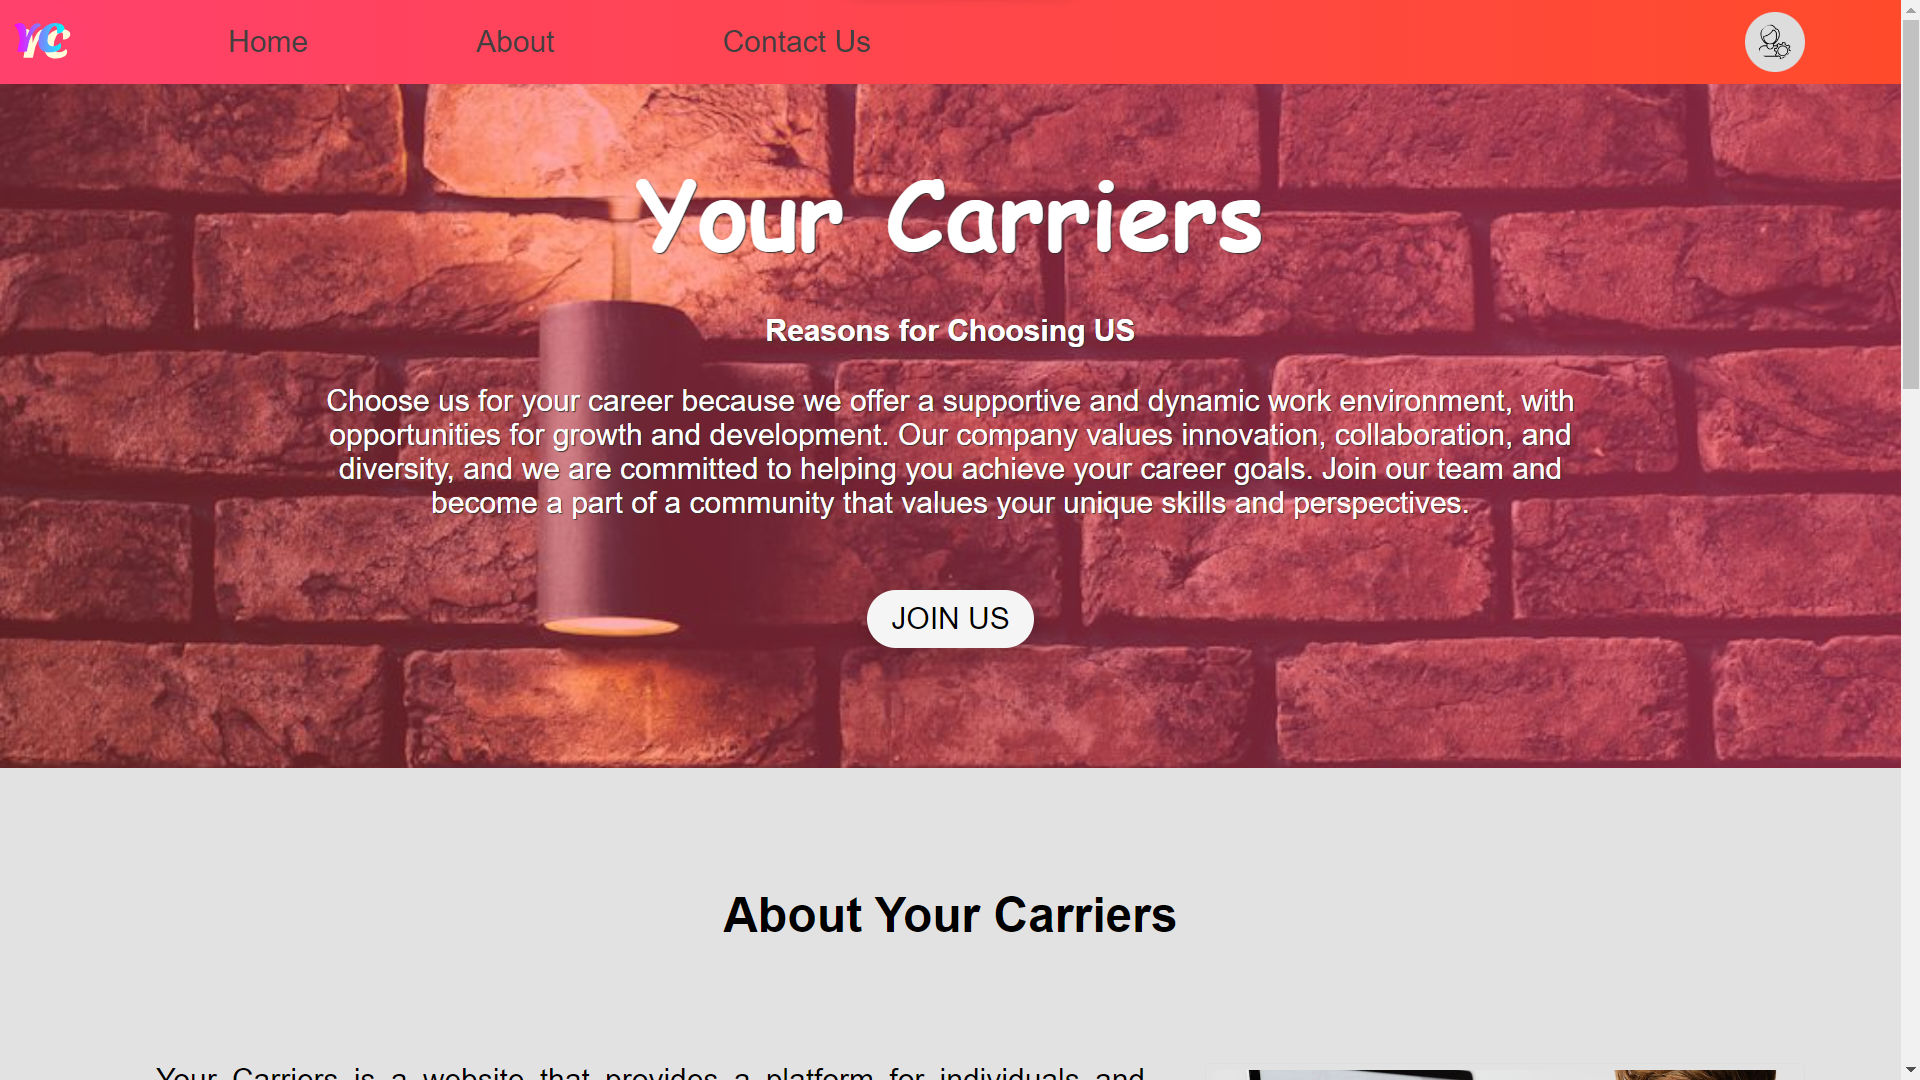 YC
Home
About
Contact Us
Your Carriers
Reasons for Choosing US
Choose us for your career because we offer a supportive and dynamic work environment, with
opportunities for growth and development. Our company values innovation, collaboration, and
diversity, and we are committed to helping you achieve your career goals. Join our team and
become a part of a community that values your unique skills and perspectives.
JOIN US
About Your Carriers
Your Carriers is a website that provides a platform for individuals and